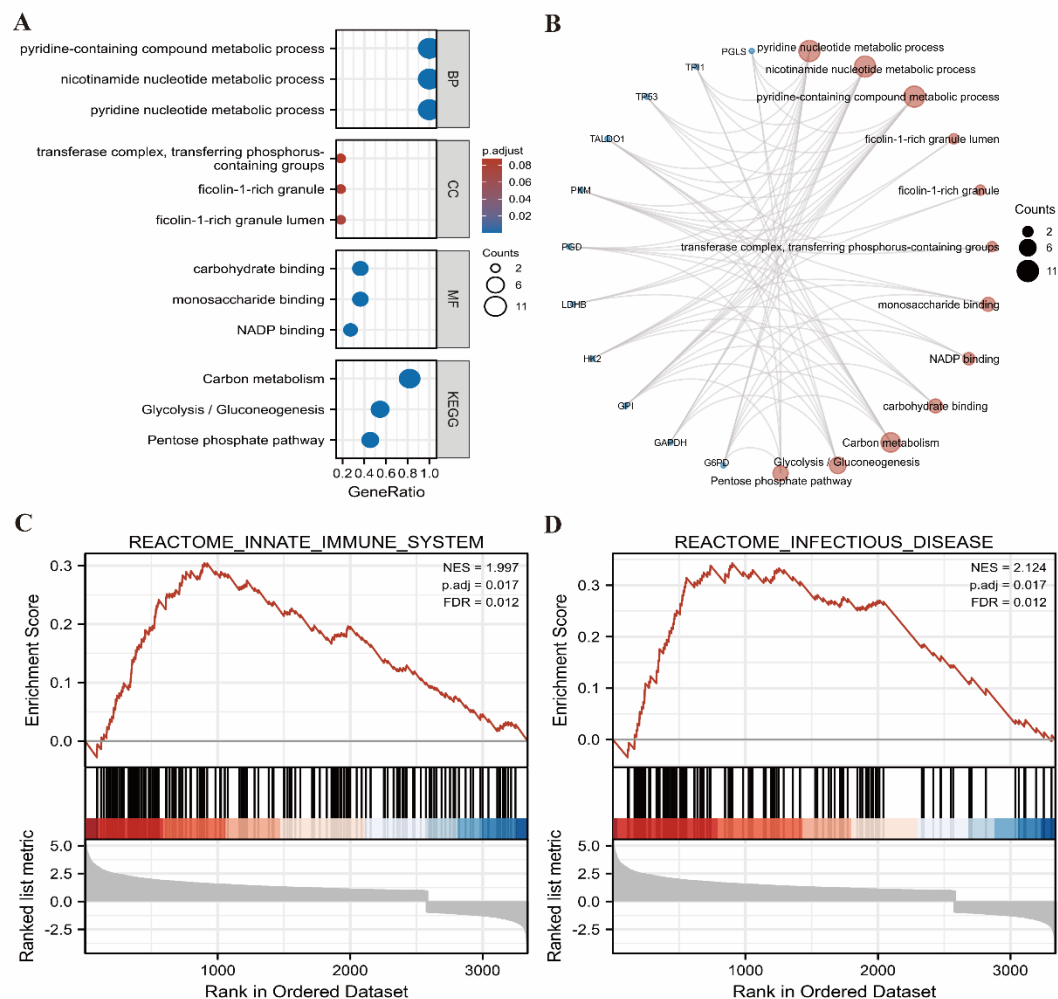 A
pyridine-containing compound metabolic process
nicotinamide nucleotide metabolic process
pyridine nucleotide metabolic process
BP
transferase complex, transferring phosphorus-
containing groups
ficolin-1-rich granule
ficolin-1-rich granule lumen
CC
carbohydrate binding
monosaccharide binding
NADP binding
MF
Carbon metabolism
Glycolysis / Gluconeogenesis
Pentose phosphate pathway
KEGG
0.2 0.4 0.6 0.8 1.0
GeneRatio
p.adjust
0.08
0.06
0.04
0.02
Counts
2
6
11
B
PGLS
TPI1
TP53
TALDO1
PKM
PGD
LDHB
HK2
GPI
GAPDH
G6PD
pyridine nucleotide metabolic process
nicotinamide nucleotide metabolic process
pyridine-containing compound metabolic process
ficolin-1-rich granule lumen
ficolin-1-rich granule
transferase complex, transferring phosphorus-containing groups
monosaccharide binding
NADP binding
carbohydrate binding
Carbon metabolism
Glycolysis / Gluconeogenesis
Pentose phosphate pathway
Counts
2
6
11
C
REACTOME_INNATE_IMMUNE_SYSTEM
NES = 1.997
p.adj = 0.017
FDR = 0.012
Enrichment Score
0.3
0.2
0.1
0.0
Ranked list metric
5.0
2.5
0.0
-2.5
1000 2000 3000
Rank in Ordered Dataset
D
REACTOME_INFECTIOUS_DISEASE
NES = 2.124
p.adj = 0.017
FDR = 0.012
Enrichment Score
0.3
0.2
0.1
0.0
Ranked list metric
5.0
2.5
0.0
-2.5
1000 2000 3000
Rank in Ordered Dataset